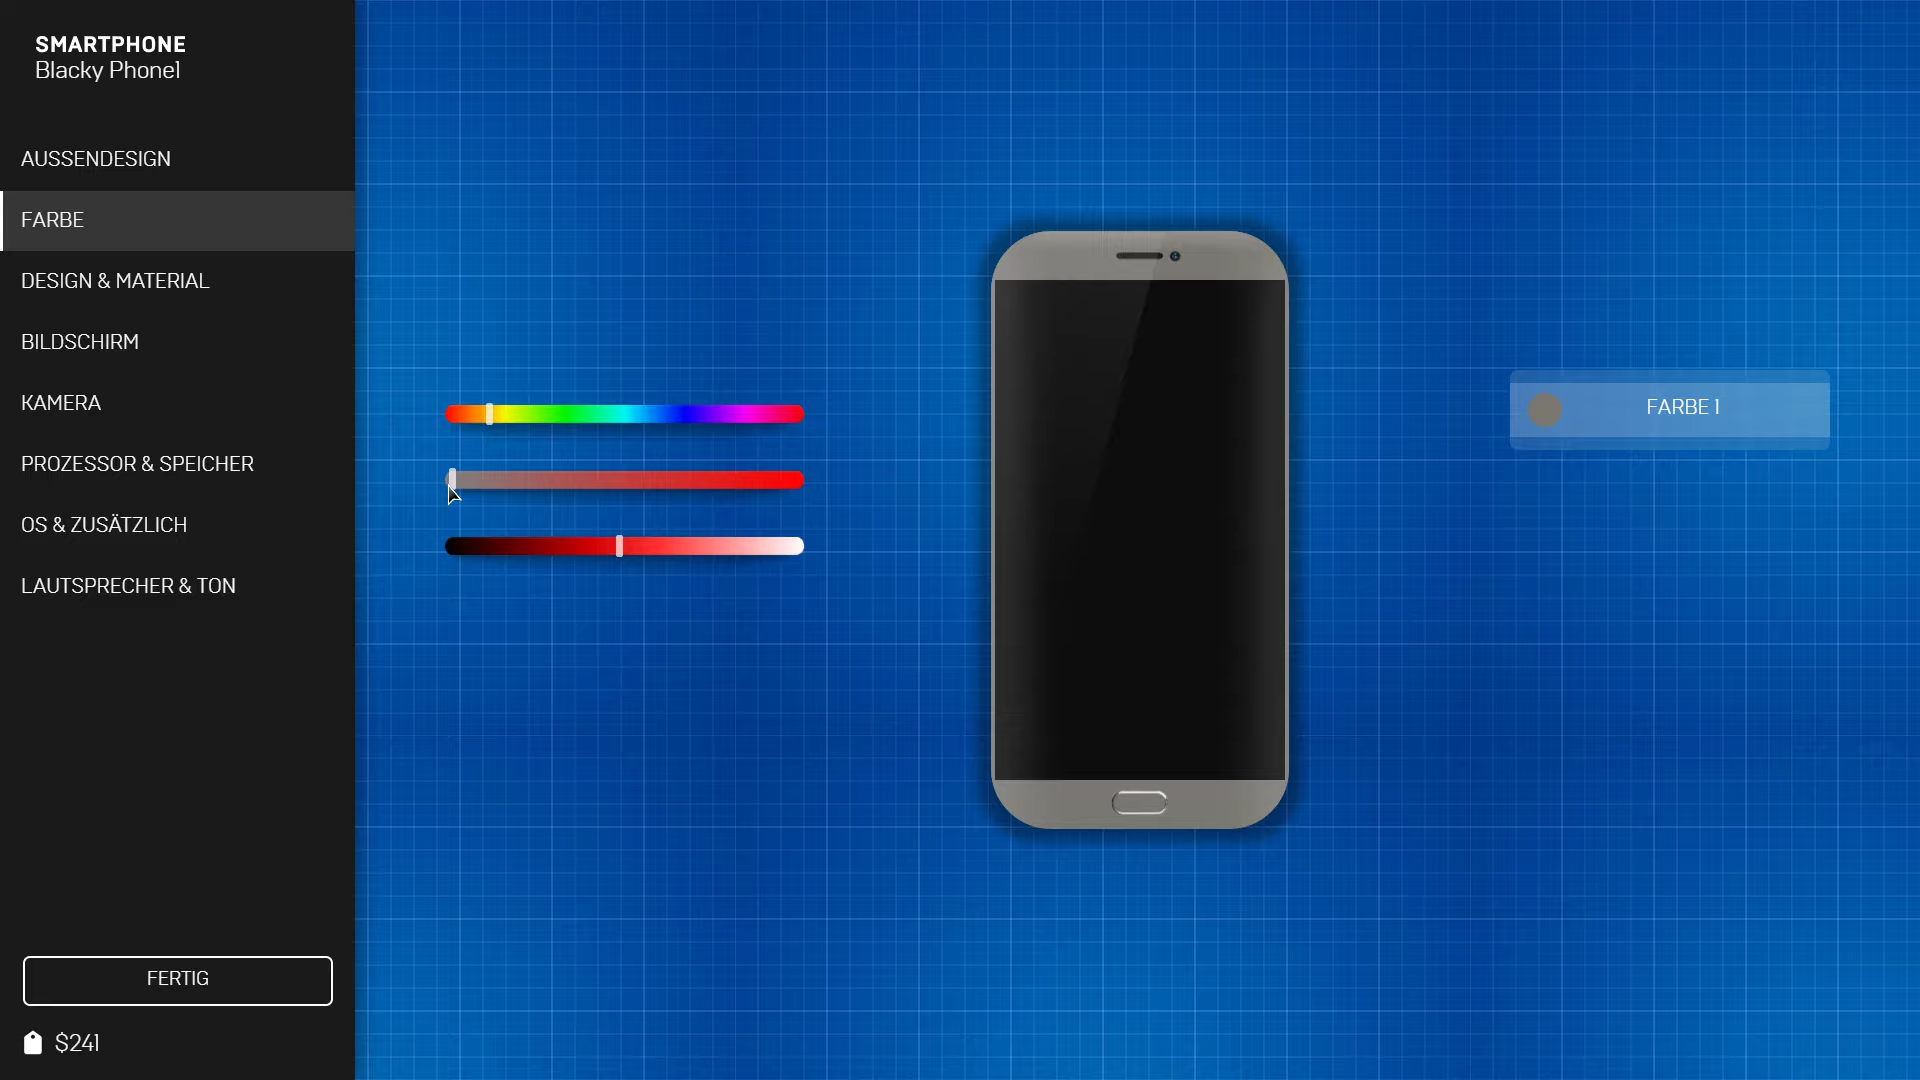 SMARTPHONE
Blacky Phone1
AUSSENDESIGN
FARBE
DESIGN & MATERIAL
BILDSCHIRM
KAMERA
PROZESSOR & SPEICHER
OS & ZUSÄTZLICH
LAUTSPRECHER & TON
FERTIG
$241
FARBE 1